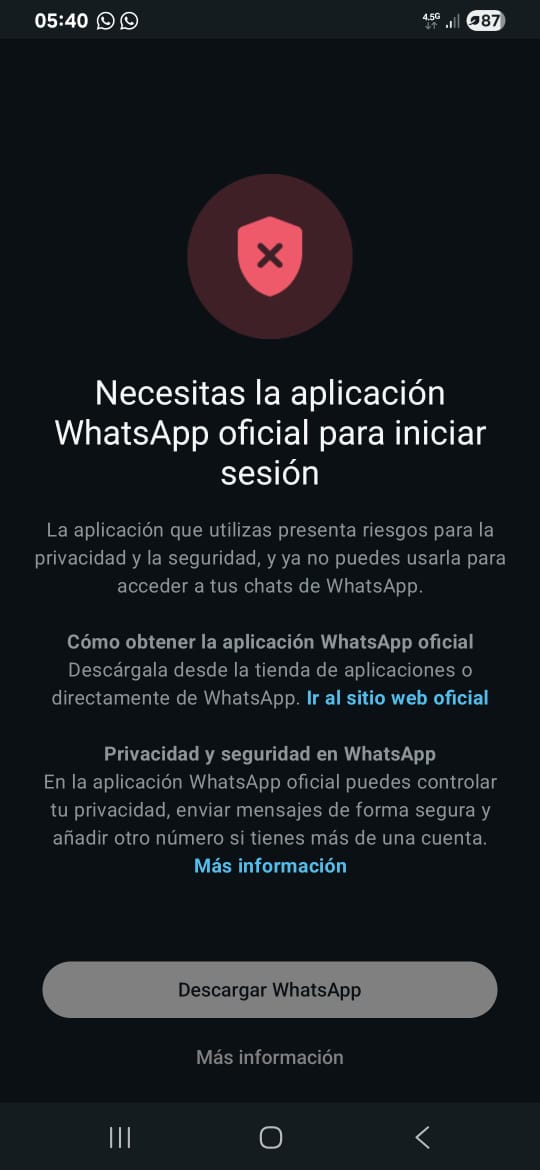 05:40
4.5G
87
Necesitas la aplicación
WhatsApp oficial para iniciar
sesión
La aplicación que utilizas presenta riesgos para la
privacidad y la seguridad, y ya no puedes usarla para
acceder a tus chats de WhatsApp.
Cómo obtener la aplicación WhatsApp oficial
Descárgala desde la tienda de aplicaciones o
directamente de WhatsApp. Ir al sitio web oficial
Privacidad y seguridad en WhatsApp
En la aplicación WhatsApp oficial puedes controlar
tu privacidad, enviar mensajes de forma segura y
añadir otro número si tienes más de una cuenta.
Más información
Descargar WhatsApp
Más información